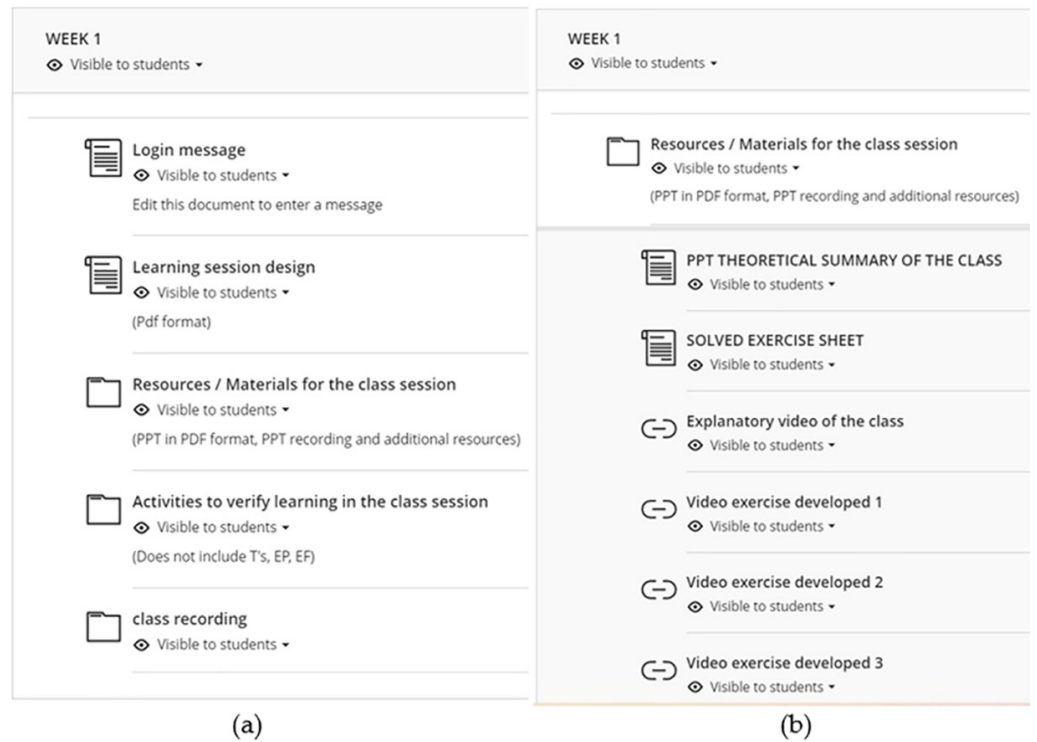 WEEK 1
Visible to students
Login message
Visible to students
Edit this document to enter a message
Learning session design
Visible to students
(Pdf format)
Resources / Materials for the class session
Visible to students
(PPT in PDF format, PPT recording and additional resources)
Activities to verify learning in the class session
Visible to students
(Does not include T's, EP, EF)
class recording
Visible to students
(a)
WEEK 1
Visible to students
Resources / Materials for the class session
Visible to students
(PPT in PDF format, PPT recording and additional resources)
PPT THEORETICAL SUMMARY OF THE CLASS
Visible to students
SOLVED EXERCISE SHEET
Visible to students
Explanatory video of the class
Visible to students
Video exercise developed 1
Visible to students
Video exercise developed 2
Visible to students
Video exercise developed 3
Visible to students
(b)